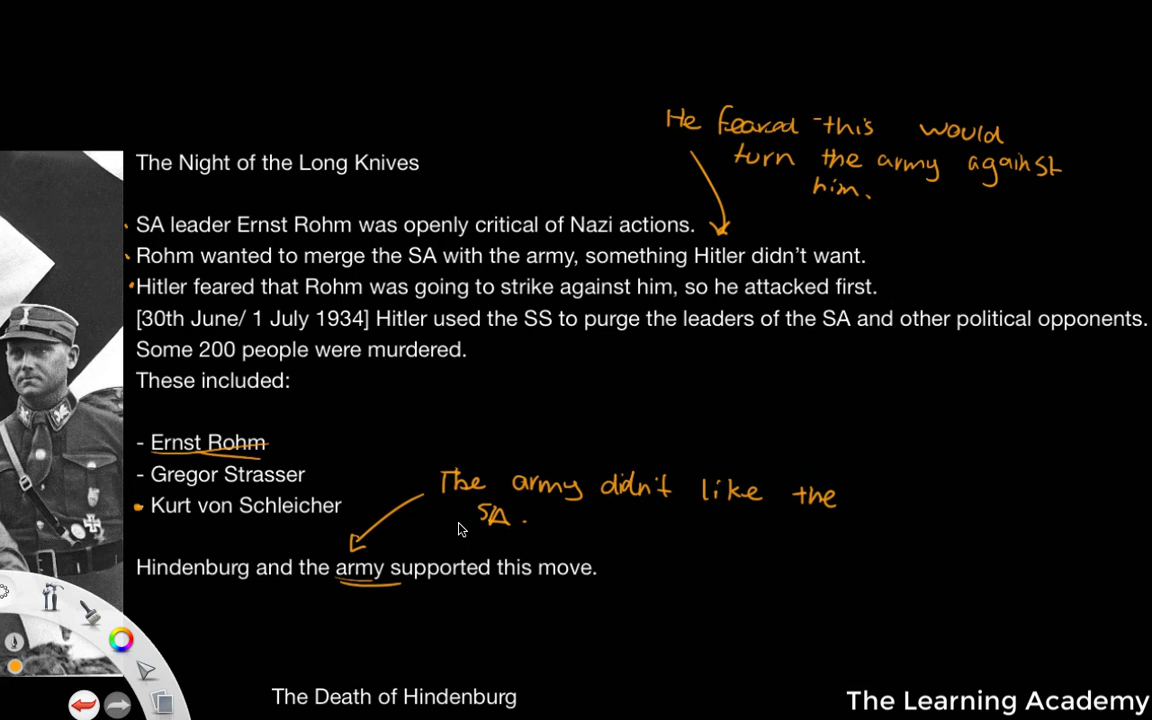 He feared this would
turn the army against
him.
The Night of the Long Knives
SA leader Ernst Rohm was openly critical of Nazi actions.
Rohm wanted to merge the SA with the army, something Hitler didn’t want.
Hitler feared that Rohm was going to strike against him, so he attacked first.
[30th June/ 1 July 1934] Hitler used the SS to purge the leaders of the SA and other political opponents.
Some 200 people were murdered.
These included:
- Ernst Rohm
- Gregor Strasser
- Kurt von Schleicher
The army didn't like the
SA.
Hindenburg and the army supported this move.
The Death of Hindenburg
The Learning Academy